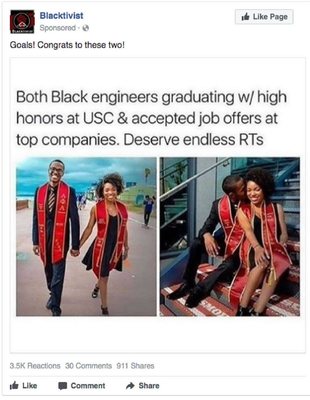 Blacktivist
Sponsored ·
Like Page
Goals! Congrats to these two!
Both Black engineers graduating w/ high
honors at USC & accepted job offers at
top companies. Deserve endless RTs
3.5K Reactions 30 Comments 911 Shares
Like Comment Share